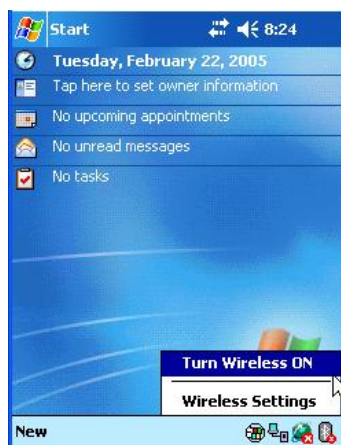 Start 8:24
Tuesday, February 22, 2005
Tap here to set owner information
No upcoming appointments
No unread messages
No tasks
Turn Wireless ON
Wireless Settings
New